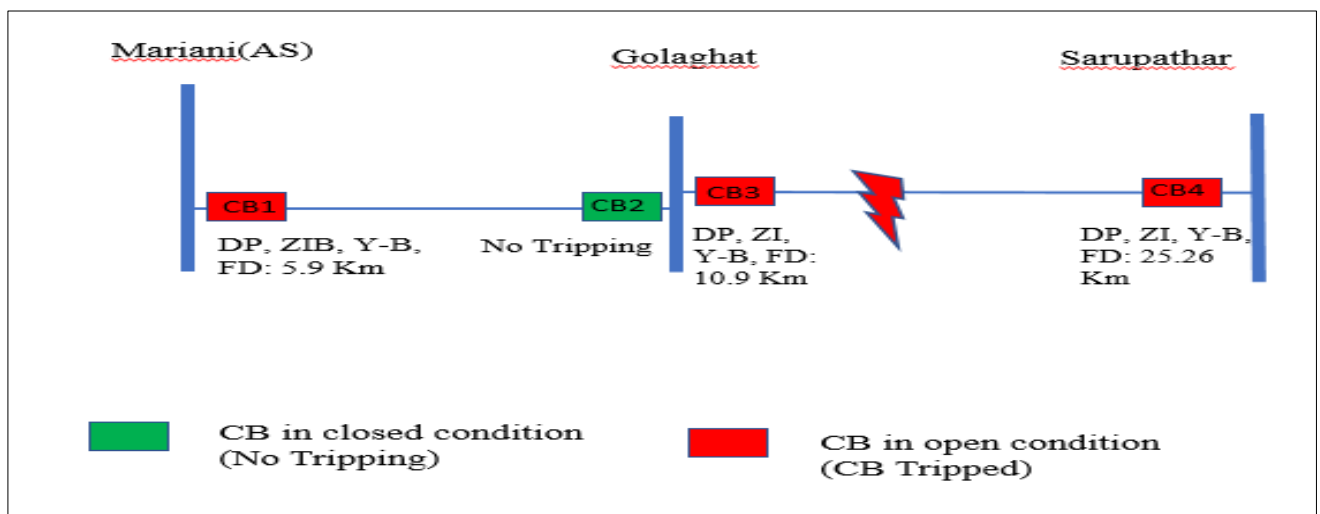 Mariani(AS)
Golaghat
Sarupathar
CB1
CB2
CB3
CB4
DP, ZIB, Y-B,
FD: 5.9 Km
No Tripping
DP, ZI,
Y-B, FD:
10.9 Km
DP, ZI, Y-B,
FD: 25.26
Km
CB in closed condition
(No Tripping)
CB in open condition
(CB Tripped)